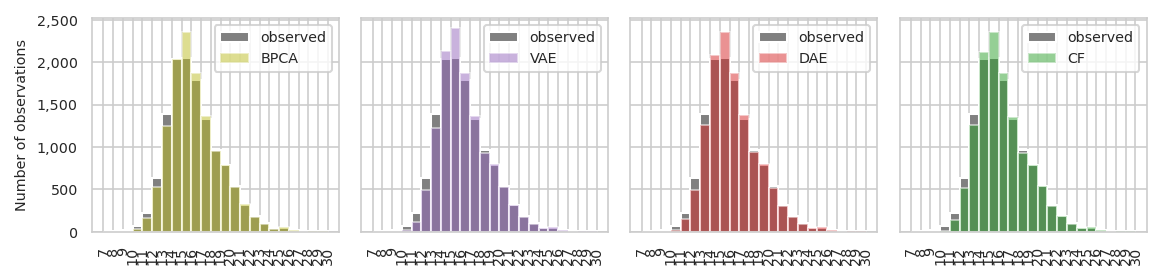 Number of observations
2,500
2,000
1,500
1,000
500
0
observed
BPCA
7 8 9 10 11 12 13 14 15 16 17 18 19 20 21 22 23 24 25 26 27 28 29 30
observed
VAE
7 8 9 10 11 12 13 14 15 16 17 18 19 20 21 22 23 24 25 26 27 28 29 30
observed
DAE
7 8 9 10 11 12 13 14 15 16 17 18 19 20 21 22 23 24 25 26 27 28 29 30
observed
CF
7 8 9 10 11 12 13 14 15 16 17 18 19 20 21 22 23 24 25 26 27 28 29 30